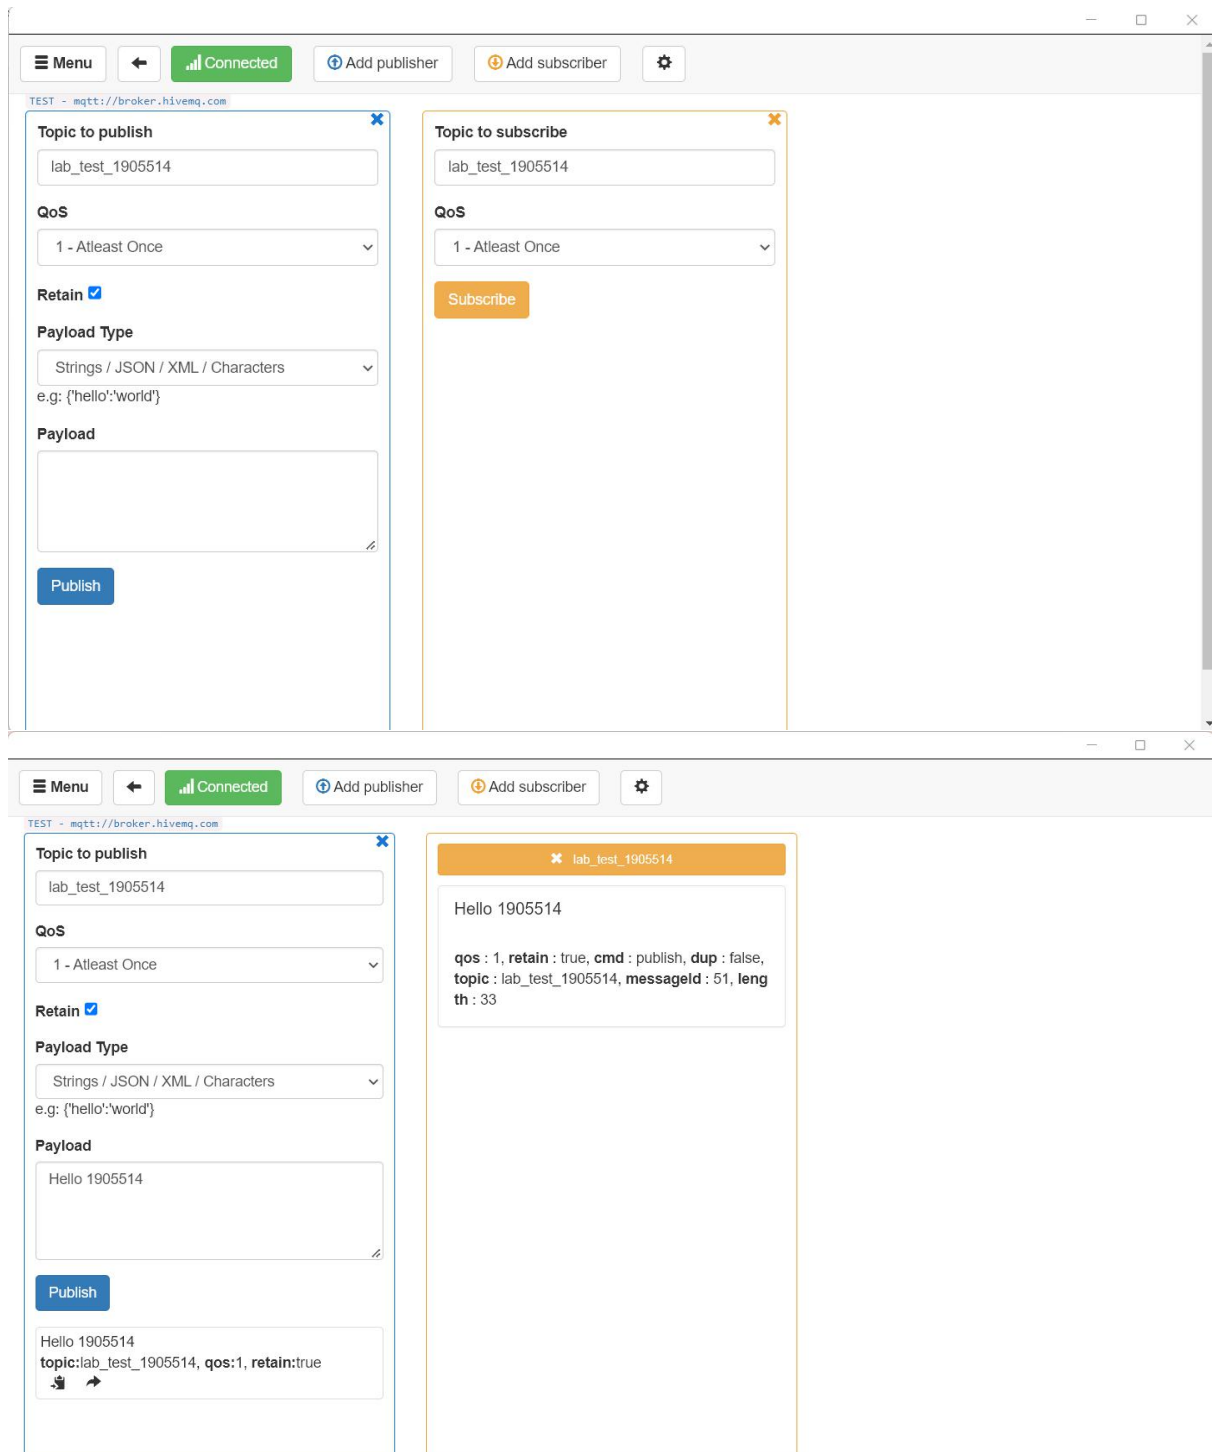 Menu Connected Add publisher Add subscriber
TEST - mqtt://broker.hivemq.com
Topic to publish
lab_test_1905514
QoS
1 - Atleast Once
Retain
Payload Type
Strings / JSON / XML / Characters
e.g: {'hello':'world'}
Payload
Publish
Topic to subscribe
lab_test_1905514
QoS
1 - Atleast Once
Subscribe
Menu Connected Add publisher Add subscriber
TEST - mqtt://broker.hivemq.com
Topic to publish
lab_test_1905514
QoS
1 - Atleast Once
Retain
Payload Type
Strings / JSON / XML / Characters
e.g: {'hello':'world'}
Payload
Hello 1905514
Publish
Hello 1905514
topic:lab_test_1905514, qos:1, retain:true
lab_test_1905514
Hello 1905514
qos : 1, retain : true, cmd : publish, dup : false,
topic : lab_test_1905514, messageId : 51, leng
th : 33